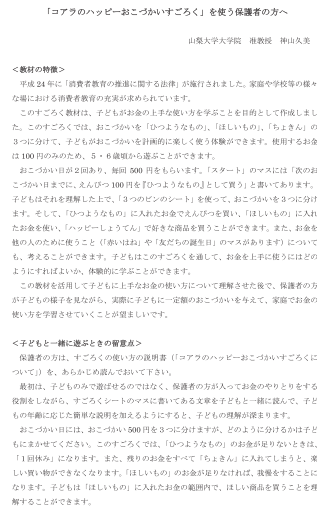 「コアラのハッピーおこづかいすごろく」を使う保護者の方へ
山梨大学大学院　准教授　神山久美
＜教材の特徴＞
平成 24 年に「消費者教育の推進に関する法律」が施行されました。家庭や学校等の様々
な場における消費者教育の充実が求められています。
このすごろく教材は、子どもがお金の上手な使い方を学ぶことを目的として作成しまし
た。このすごろくでは、おこづかいを「ひつようなもの」、「ほしいもの」、「ちょきん」の
３つに分けて、子どもがおこづかいを計画的に楽しく使う体験ができます。使用するお金
は 100 円のみのため、５・６歳頃から遊ぶことができます。
おこづかい日が２回あり、毎回 500 円をもらいます。「スタート」のマスには「次のお
こづかい日までに、えんぴつ 100 円を『ひつようなもの』として買う」と書いてあります。
子どもはそれを理解した上で、「３つのビンのシート」を使って、おこづかいを３つに分け
ます。そして、「ひつようなもの」に入れたお金でえんぴつを買い、「ほしいもの」に入れ
たお金を使い、「ハッピーしょうてん」で好きな商品を買うことができます。また、お金を
他の人のために使うこと（「赤いはね」や「友だちの誕生日」のマスがあります）について
も、考えることができます。子どもはこのすごろくを通して、お金を上手に使うにはどの
ようにすればよいか、体験的に学ぶことができます。
この教材を活用して子どもに上手なお金の使い方について理解させた後で、保護者の方
が子どもの様子を見ながら、実際に子どもに一定額のおこづかいを与えて、家庭でお金の
使い方を学習させていくことが望ましいです。
＜子どもと一緒に遊ぶときの留意点＞
保護者の方は、すごろくの使い方の説明書（「コアラのハッピーおこづかいすごろくに
ついて」）を、あらかじめ読んでおいて下さい。
最初は、子どものみで遊ばせるのではなく、保護者の方が入ってお金のやりとりをする
役割をしながら、すごろくシートのマスに書いてある文章を子どもと一緒に読んで、子ど
もの年齢に応じた簡単な説明を加えるようにすると、子どもの理解が深まります。
おこづかい日には、おこづかい 500 円を３つに分けますが、どのように分けるかは子ど
もにまかせてください。このすごろくでは、「ひつようなもの」のお金が足りないときは、
「１回休み」になります。また、残りのお金をすべて「ちょきん」に入れてしまうと、楽
しい買い物ができなくなります。「ほしいもの」のお金が足りなければ、我慢をすることに
なります。子どもは「ほしいもの」に入れたお金の範囲内で、ほしい商品を買うことを理
解することができます。